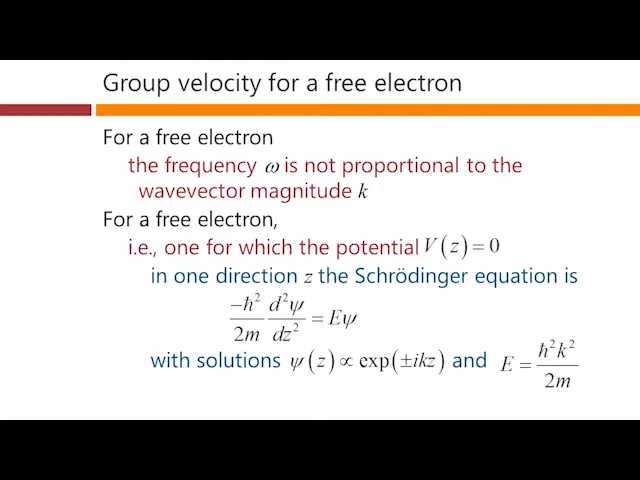 Group velocity for a free electron
For a free electron
the frequency ω is not proportional to the
wavevector magnitude k
For a free electron,
i.e., one for which the potential V(z) = 0
in one direction z the Schrödinger equation is
−ħ²/2m d²ψ/dz² = Eψ
with solutions ψ(z) ∝ exp(±ikz) and E = ħ²k²/2m